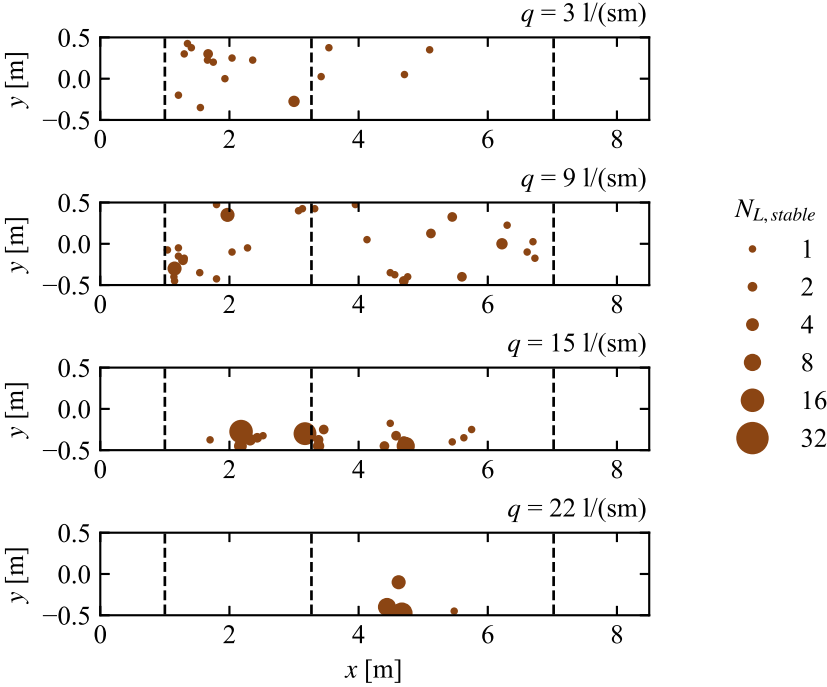 q = 3 l/(sm)
0.5
0.0
−0.5
y [m]
0 2 4 6 8
q = 9 l/(sm)
0.5
0.0
−0.5
y [m]
0 2 4 6 8
q = 15 l/(sm)
0.5
0.0
−0.5
y [m]
0 2 4 6 8
q = 22 l/(sm)
0.5
0.0
−0.5
y [m]
0 2 4 6 8
x [m]
N_{L, stable}
1
2
4
8
16
32